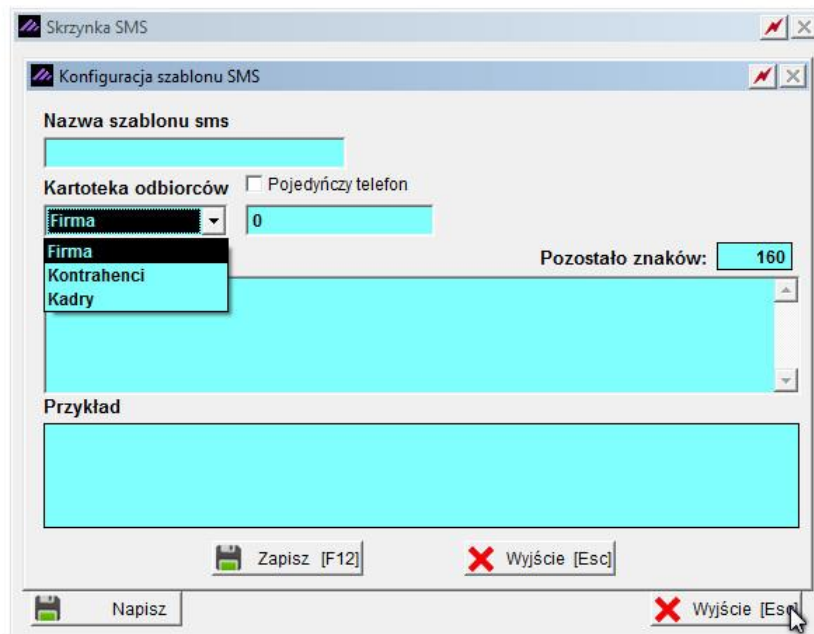 Skrzynka SMS
Konfiguracja szablonu SMS
Nazwa szablonu sms
Kartoteka odbiorców
Pojedyńczy telefon
Firma
0
Firma
Kontrahenci
Kadry
Pozostało znaków: 160
Przykład
Zapisz [F12]
Wyjście [Esc]
Napisz
Wyjście [Esc]